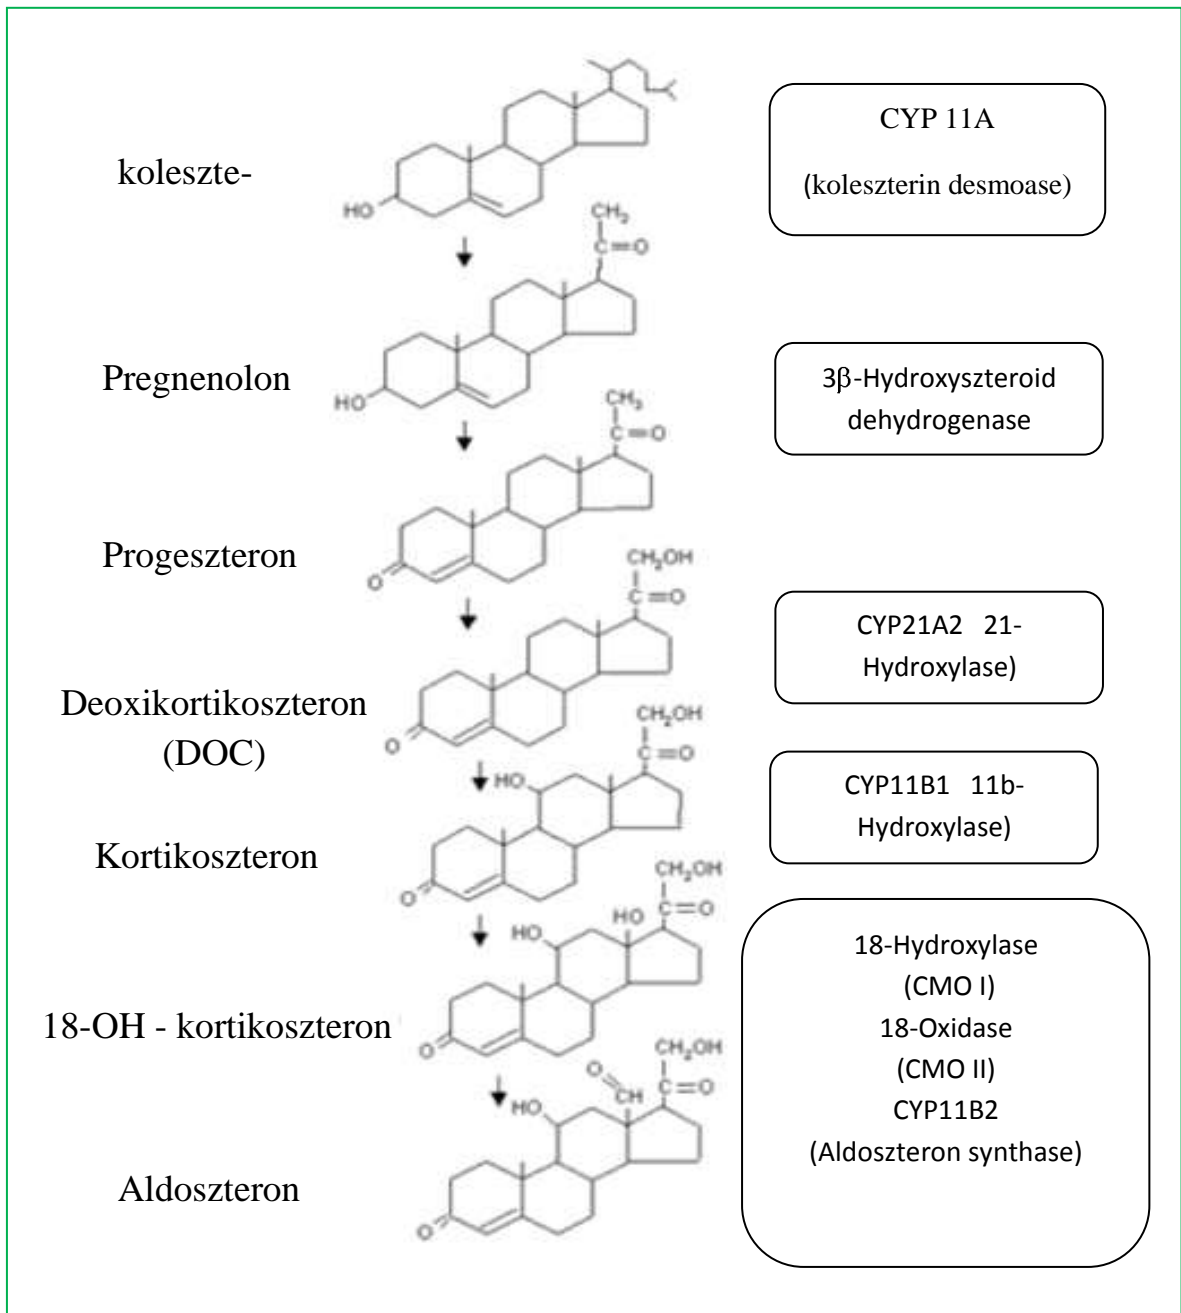 koleszte-
HO
CYP 11A
(koleszterin desmoase)
CH₂
C=O
Pregnenolon
HO
3β-Hydroxyszteroid
dehydrogenase
CH₃
C=O
Progeszteron
O
CH₂OH
C=O
CYP21A2 21-
Hydroxylase)
Deoxikortikoszteron
(DOC)
O
CH₂OH
C=O
HO
CYP11B1 11b-
Hydroxylase)
Kortikoszteron
O
CH₂OH
C=O
HO
HO
18-OH - kortikoszteron
O
18-Hydroxylase
(CMO I)
18-Oxidase
(CMO II)
CYP11B2
(Aldoszteron synthase)
CH₂OH
O
CH
C=O
HO
Aldoszteron
O